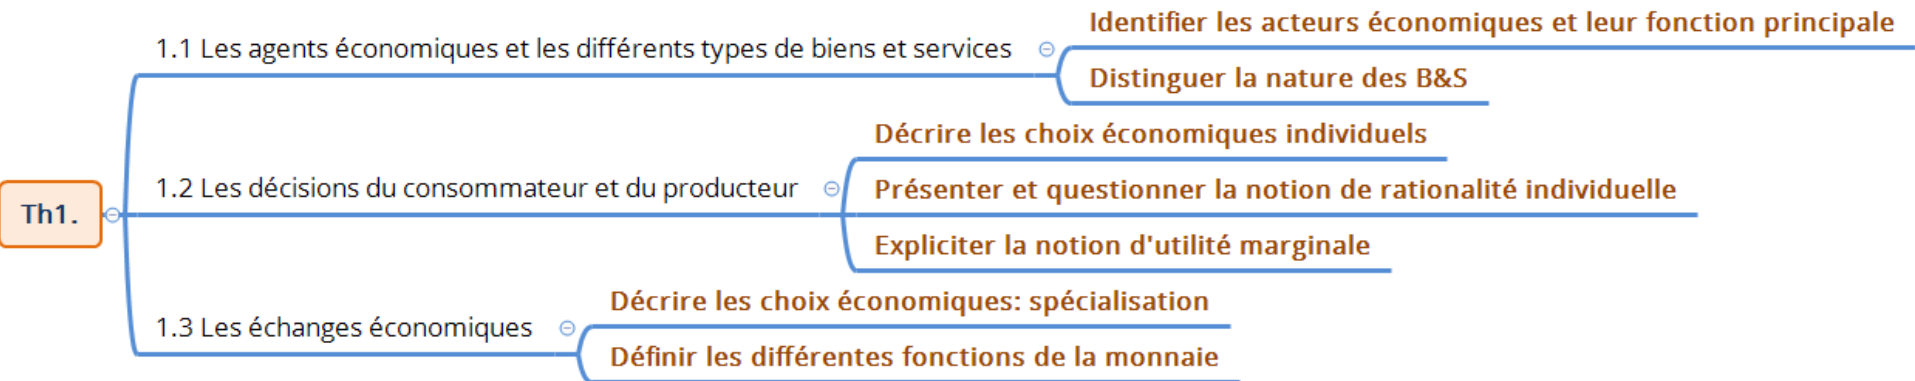 Th1.
1.1 Les agents économiques et les différents types de biens et services
Identifier les acteurs économiques et leur fonction principale
Distinguer la nature des B&S
1.2 Les décisions du consommateur et du producteur
Décrire les choix économiques individuels
Présenter et questionner la notion de rationalité individuelle
Expliciter la notion d'utilité marginale
1.3 Les échanges économiques
Décrire les choix économiques: spécialisation
Définir les différentes fonctions de la monnaie